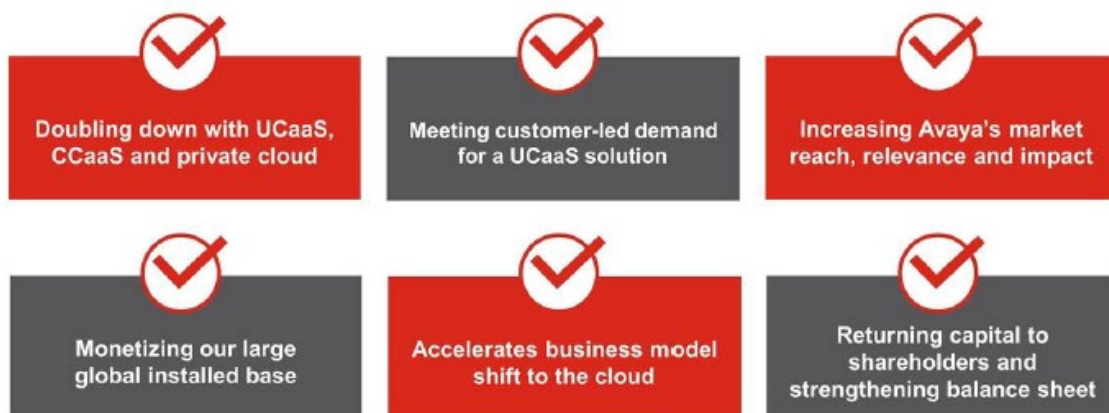 Doubling down with UCaaS,
CCaaS and private cloud
Meeting customer-led demand
for a UCaaS solution
Increasing Avaya's market
reach, relevance and impact
Monetizing our large
global installed base
Accelerates business model
shift to the cloud
Returning capital to
shareholders and
strengthening balance sheet